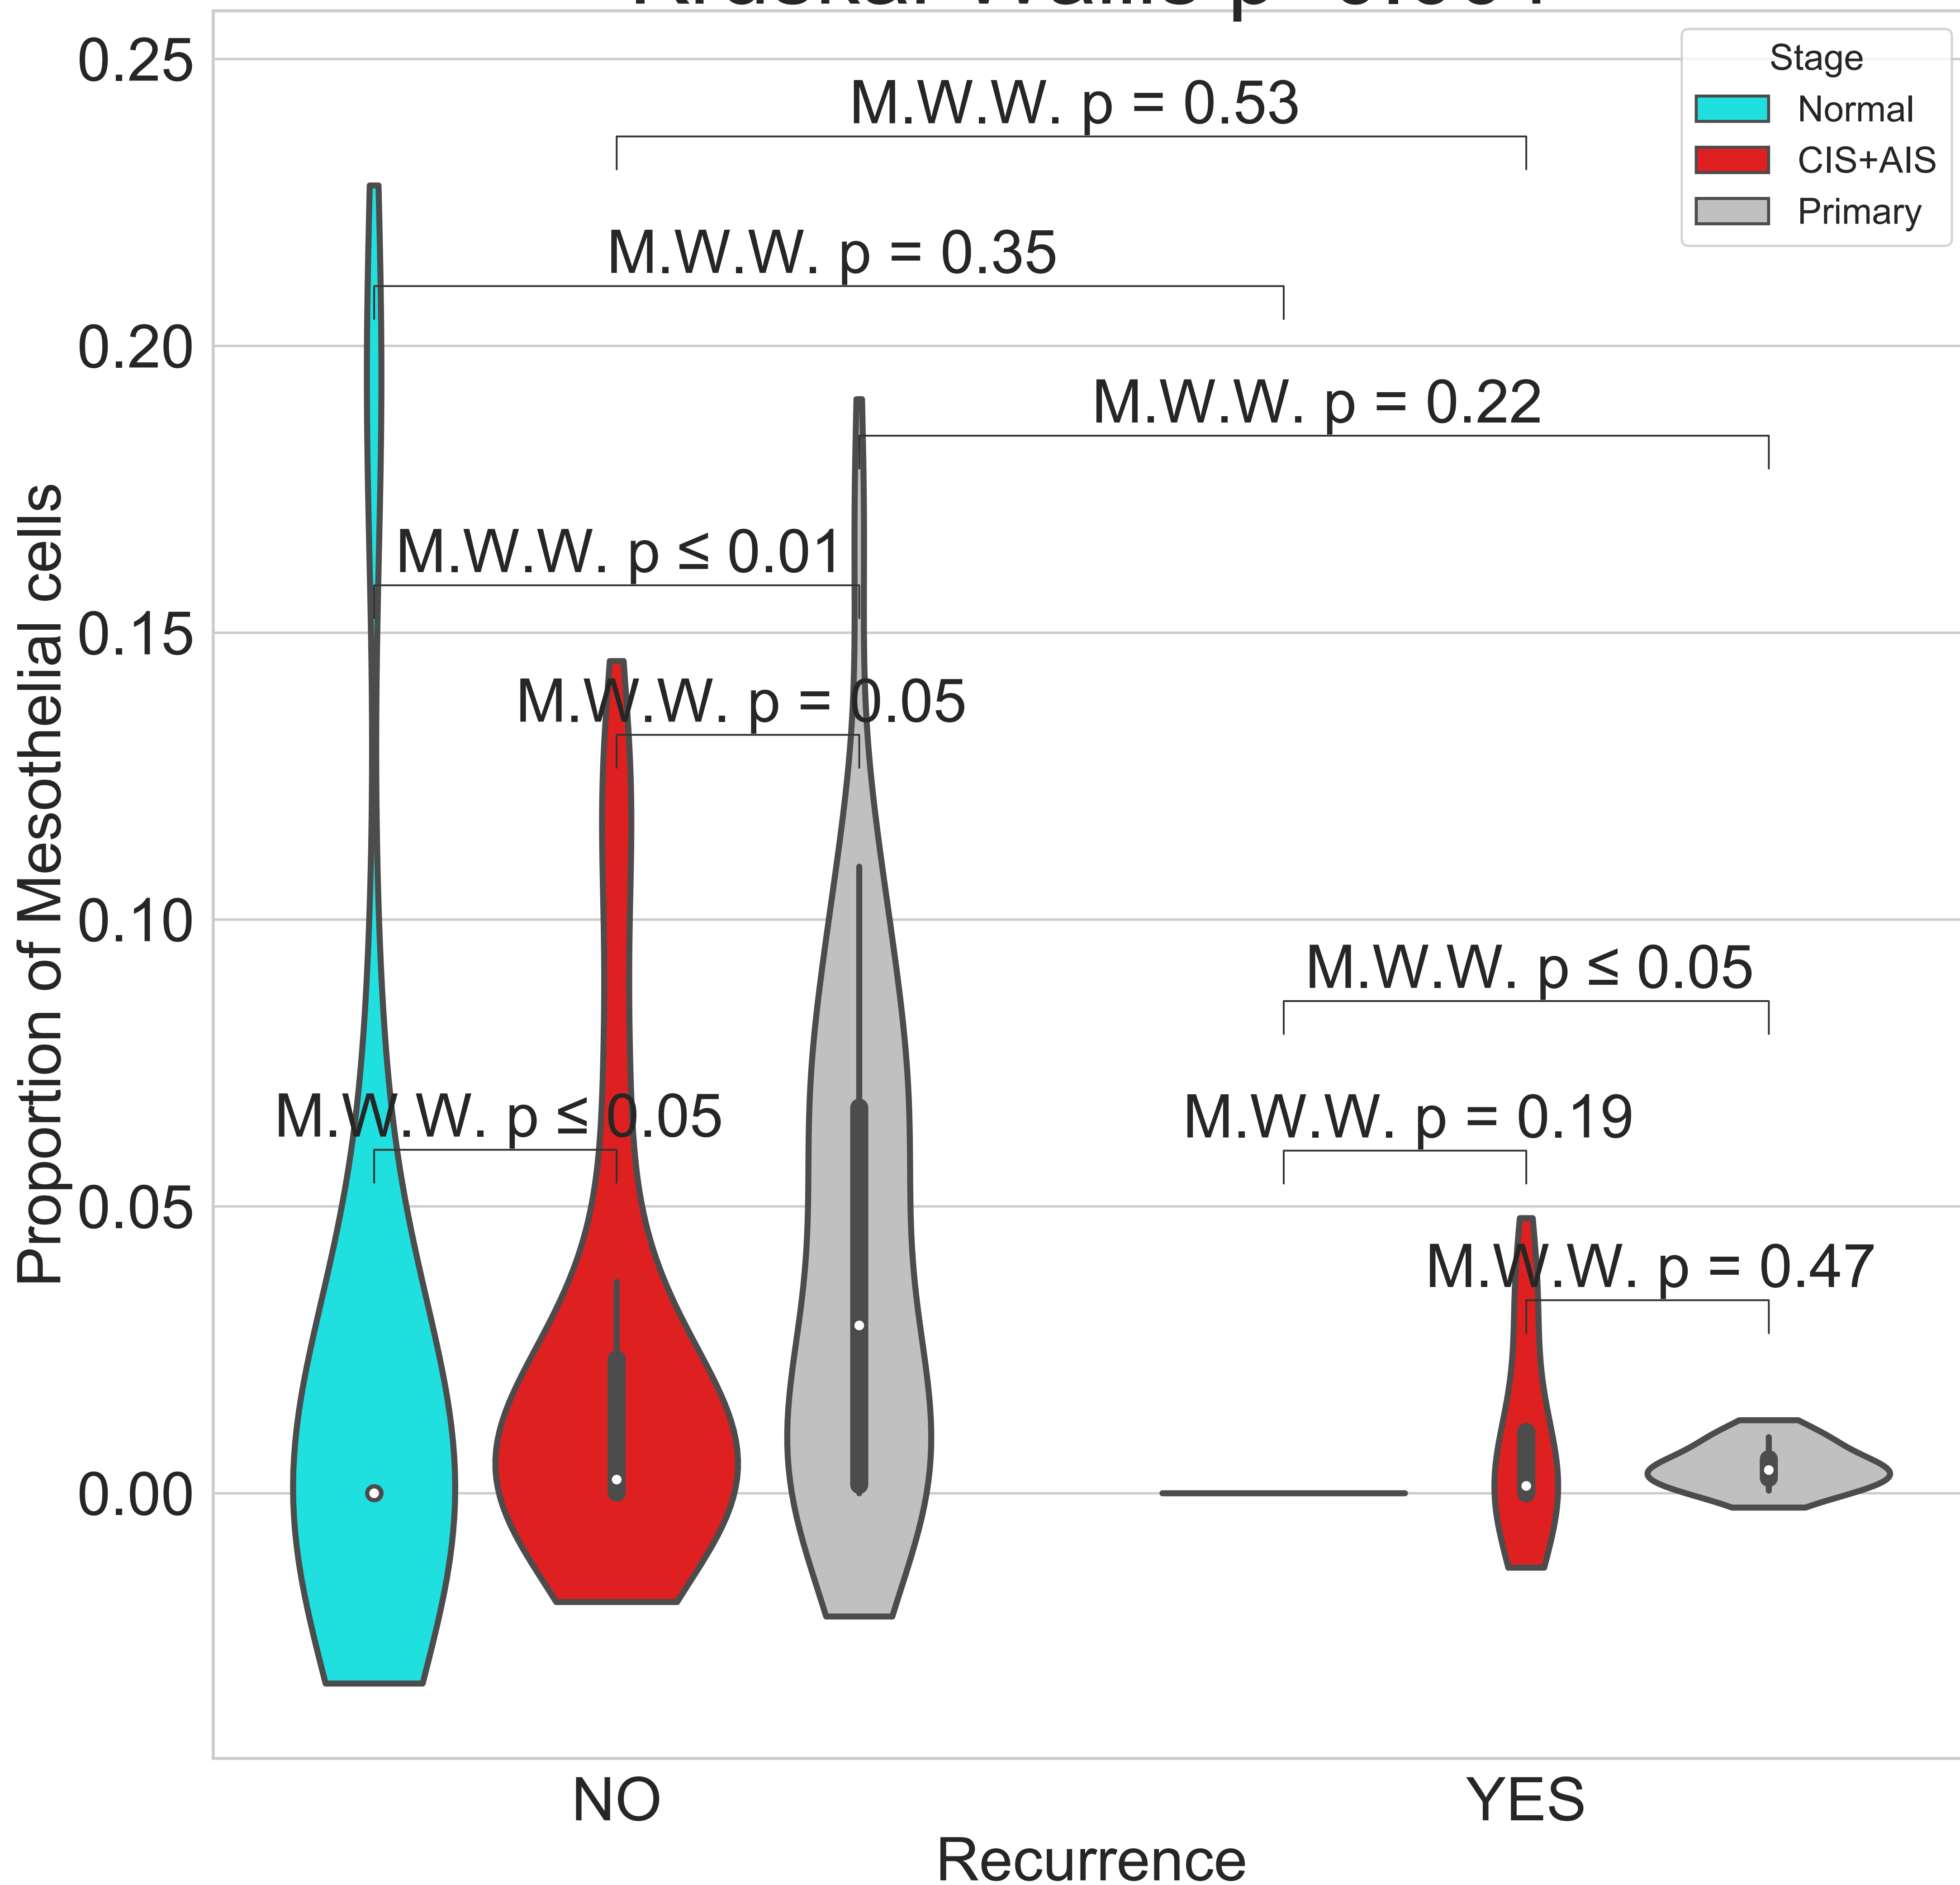 0.25
0.20
0.15
0.10
0.05
0.00
Proportion of Mesothelial cells
Stage
Normal
CIS+AIS
Primary
M.W.W. p = 0.53
M.W.W. p = 0.35
M.W.W. p = 0.22
M.W.W. p ≤ 0.01
M.W.W. p = 0.05
M.W.W. p ≤ 0.05
M.W.W. p ≤ 0.05
M.W.W. p = 0.19
M.W.W. p = 0.47
NO
YES
Recurrence